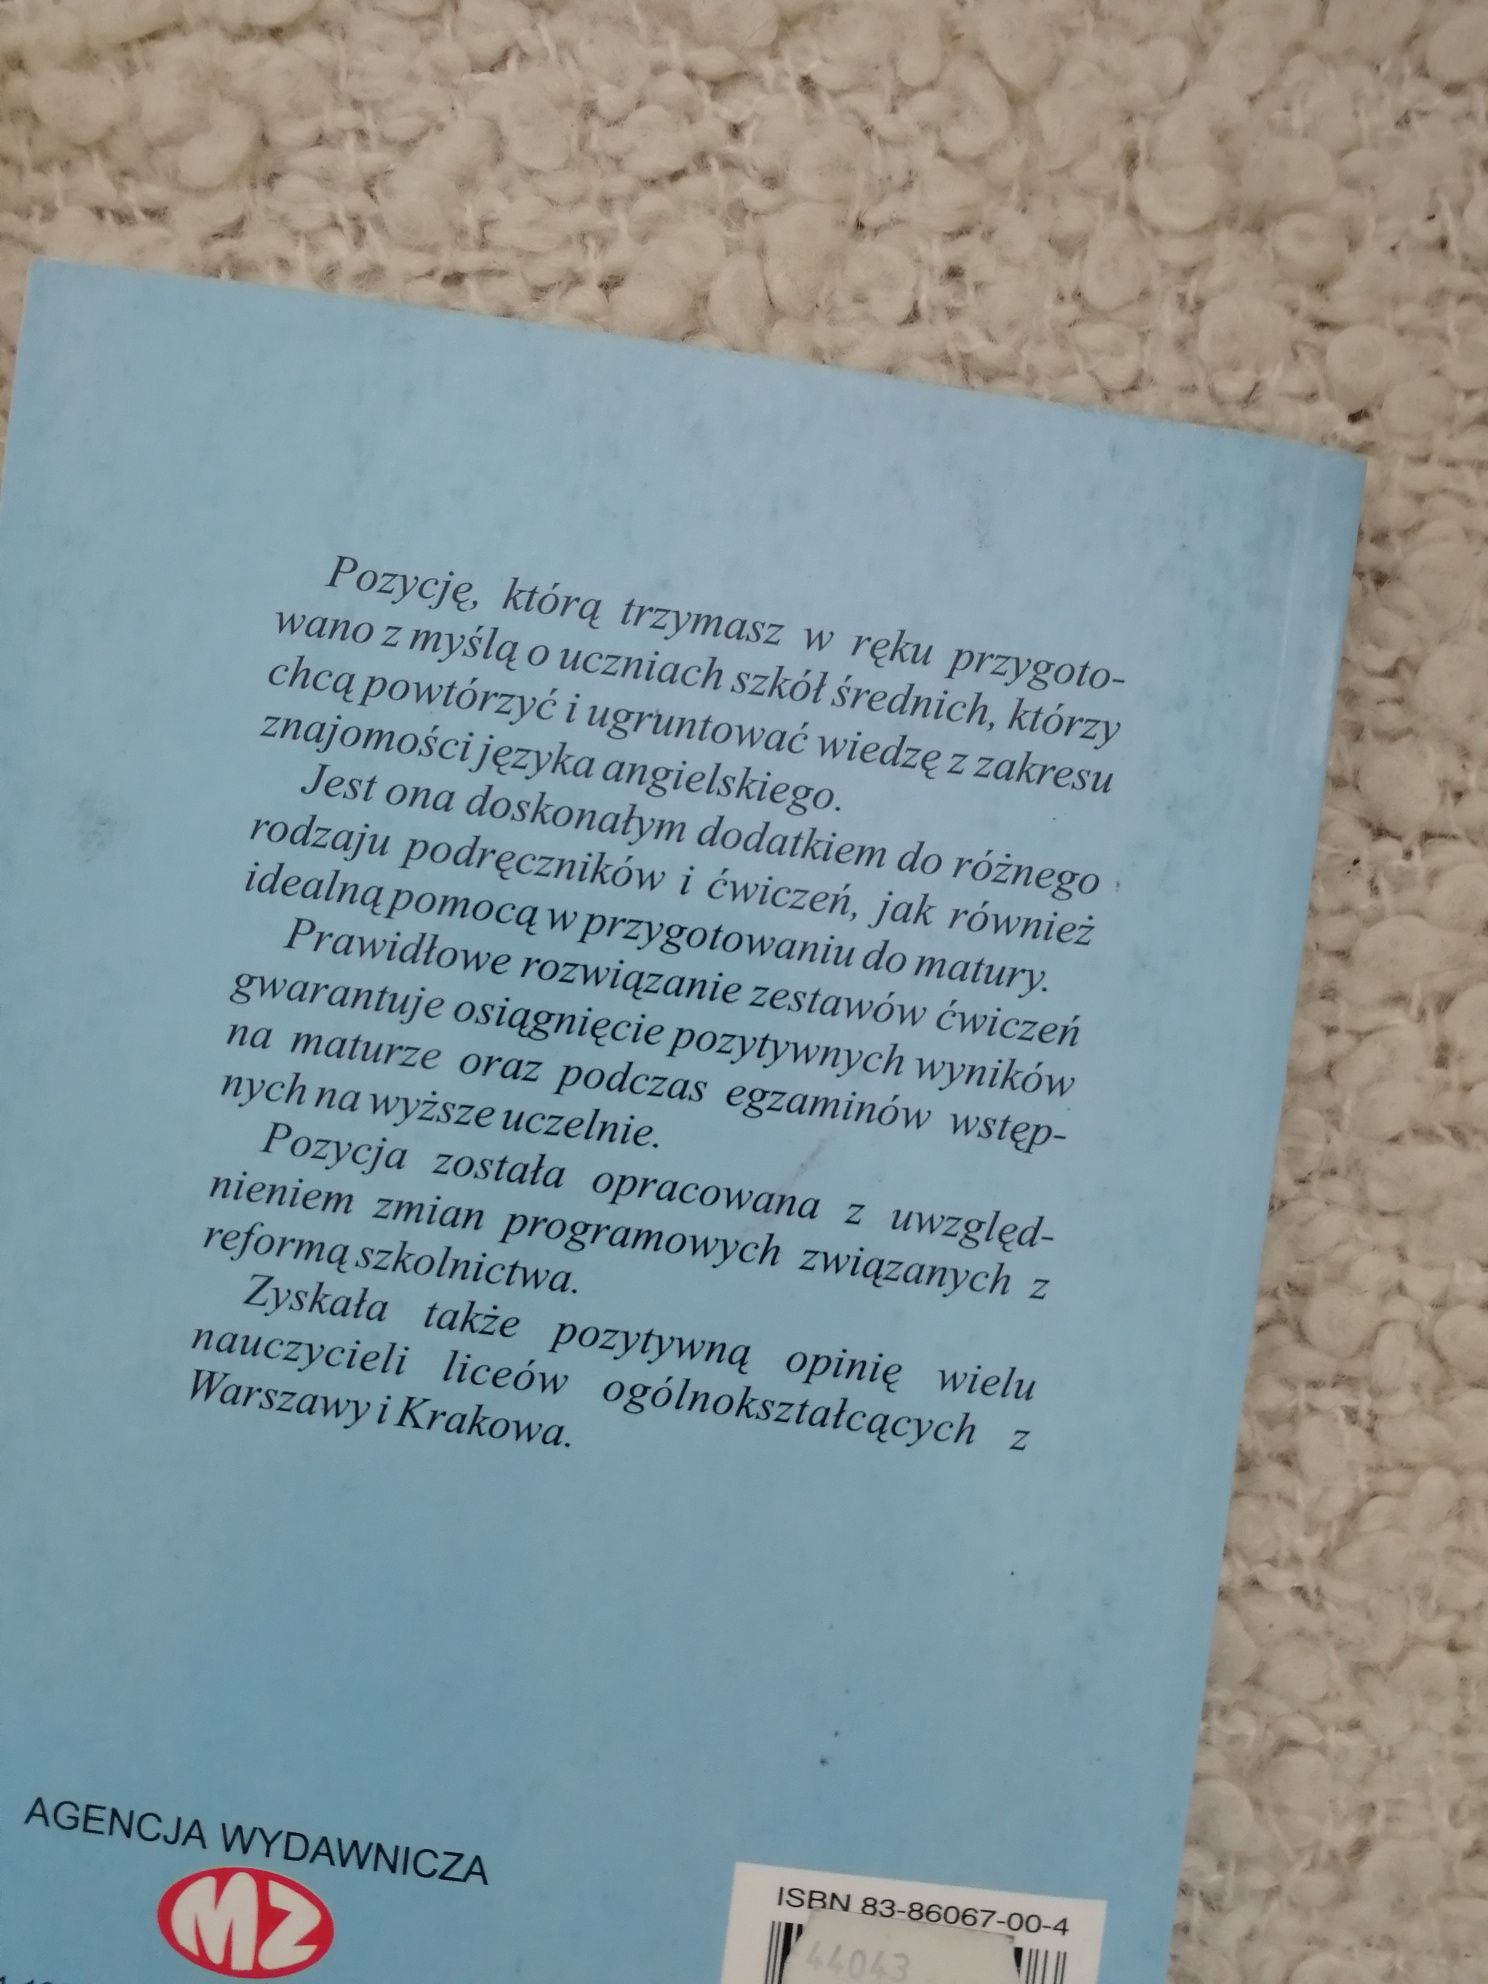 Pozycję, którą trzymasz w ręku przygoto-
wano z myślą o uczniach szkół średnich, którzy
chcą powtórzyć i ugruntować wiedzę z zakresu
znajomości języka angielskiego.
Jest ona doskonałym dodatkiem do różnego
rodzaju podręczników i ćwiczeń, jak również
idealną pomocą w przygotowaniu do matury.
Prawidłowe rozwiązanie zestawów ćwiczeń
gwarantuje osiągnięcie pozytywnych wyników
na maturze oraz podczas egzaminów wstęp-
nych na wyższe uczelnie.
Pozycja została opracowana z uwzględ-
nieniem zmian programowych związanych z
reformą szkolnictwa.
Zyskała także pozytywną opinię wielu
nauczycieli liceów ogólnokształcących z
Warszawy i Krakowa.
AGENCJA WYDAWNICZA
MZ
ISBN 83-86067-00-4
44043